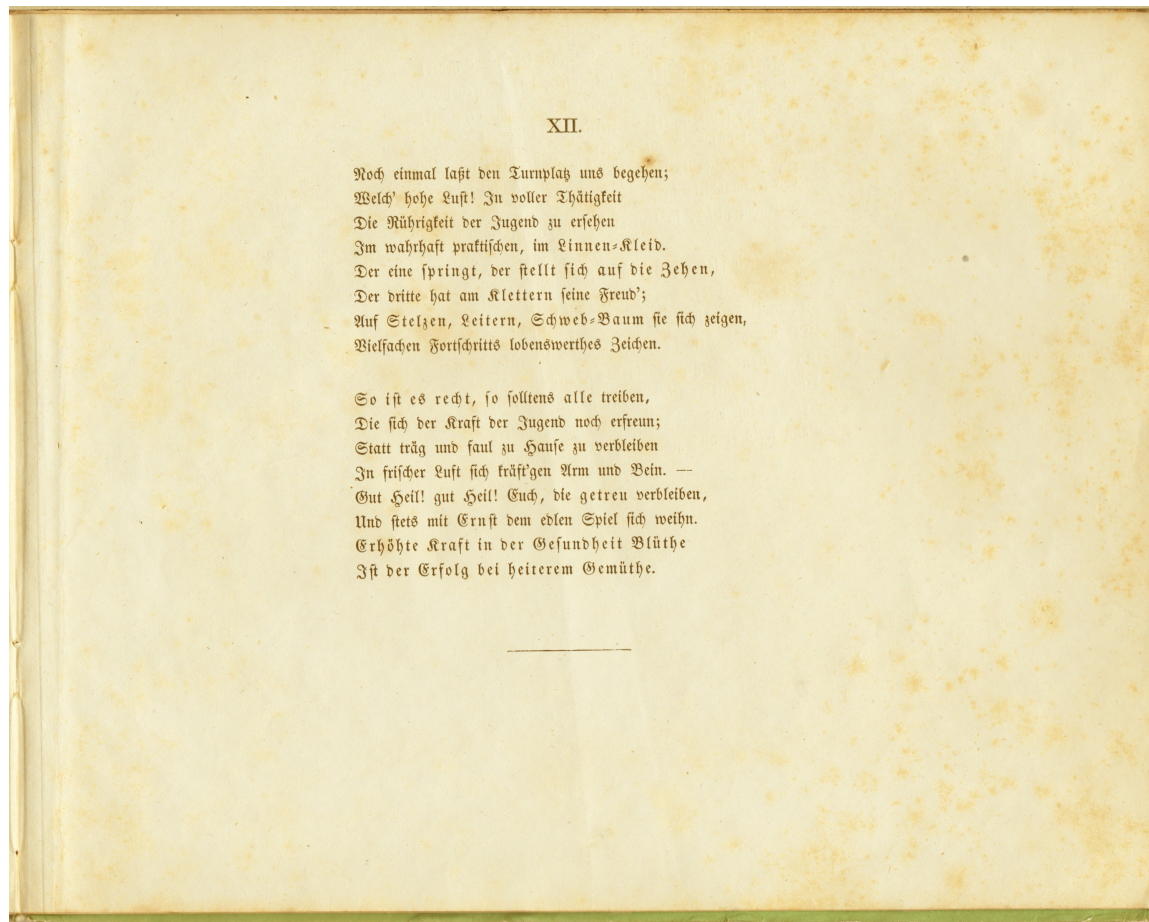 XII.
Noch einmal laßt den Turnplatz uns begehen;
Welch' hohe Lust! In voller Thätigkeit
Die Rührigkeit der Jugend zu ersehen
Im wahrhaft praktischen, im Linnen-Kleid.
Der eine springt, der stellt sich auf die Zehen,
Der dritte hat am Klettern seine Freud';
Auf Stelzen, Leitern, Schweb-Baum sie sich zeigen,
Vielfachen Fortschritts lobenswerthes Zeichen.
So ist es recht, so solltens alle treiben,
Die sich der Kraft der Jugend noch erfreun;
Statt träg und faul zu Hause zu verbleiben
In frischer Luft sich kräft'gen Arm und Bein. —
Gut Heil! gut Heil! Euch, die getreu verbleiben,
Und stets mit Ernst dem edlen Spiel sich weihn.
Erhöhte Kraft in der Gesundheit Blüthe
Ist der Erfolg bei heiterem Gemüthe.